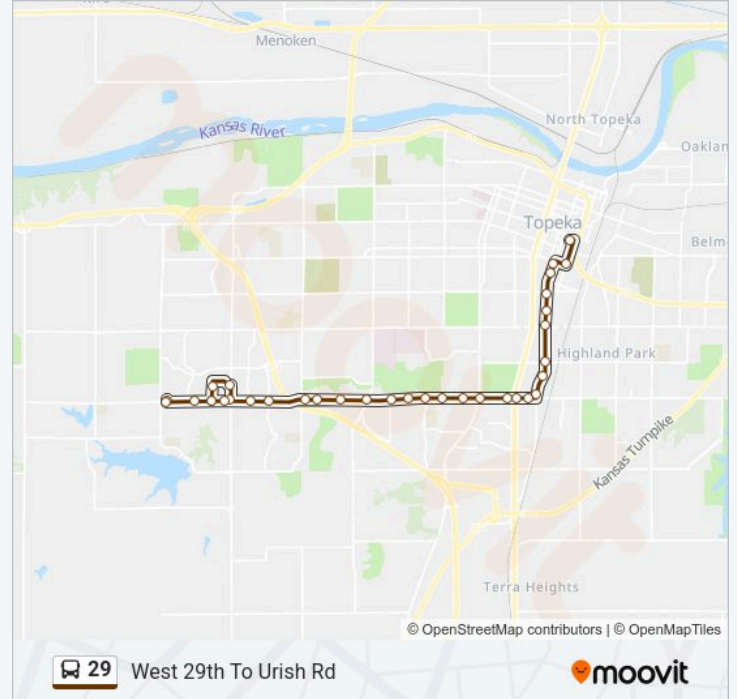 Menoken
Kansas River
North Topeka
Oaklan
Topeka
Belm
Highland Park
Kansas Turnpike
Terra Heights
© OpenStreetMap contributors | © OpenMapTiles
29 West 29th To Urish Rd
moovit